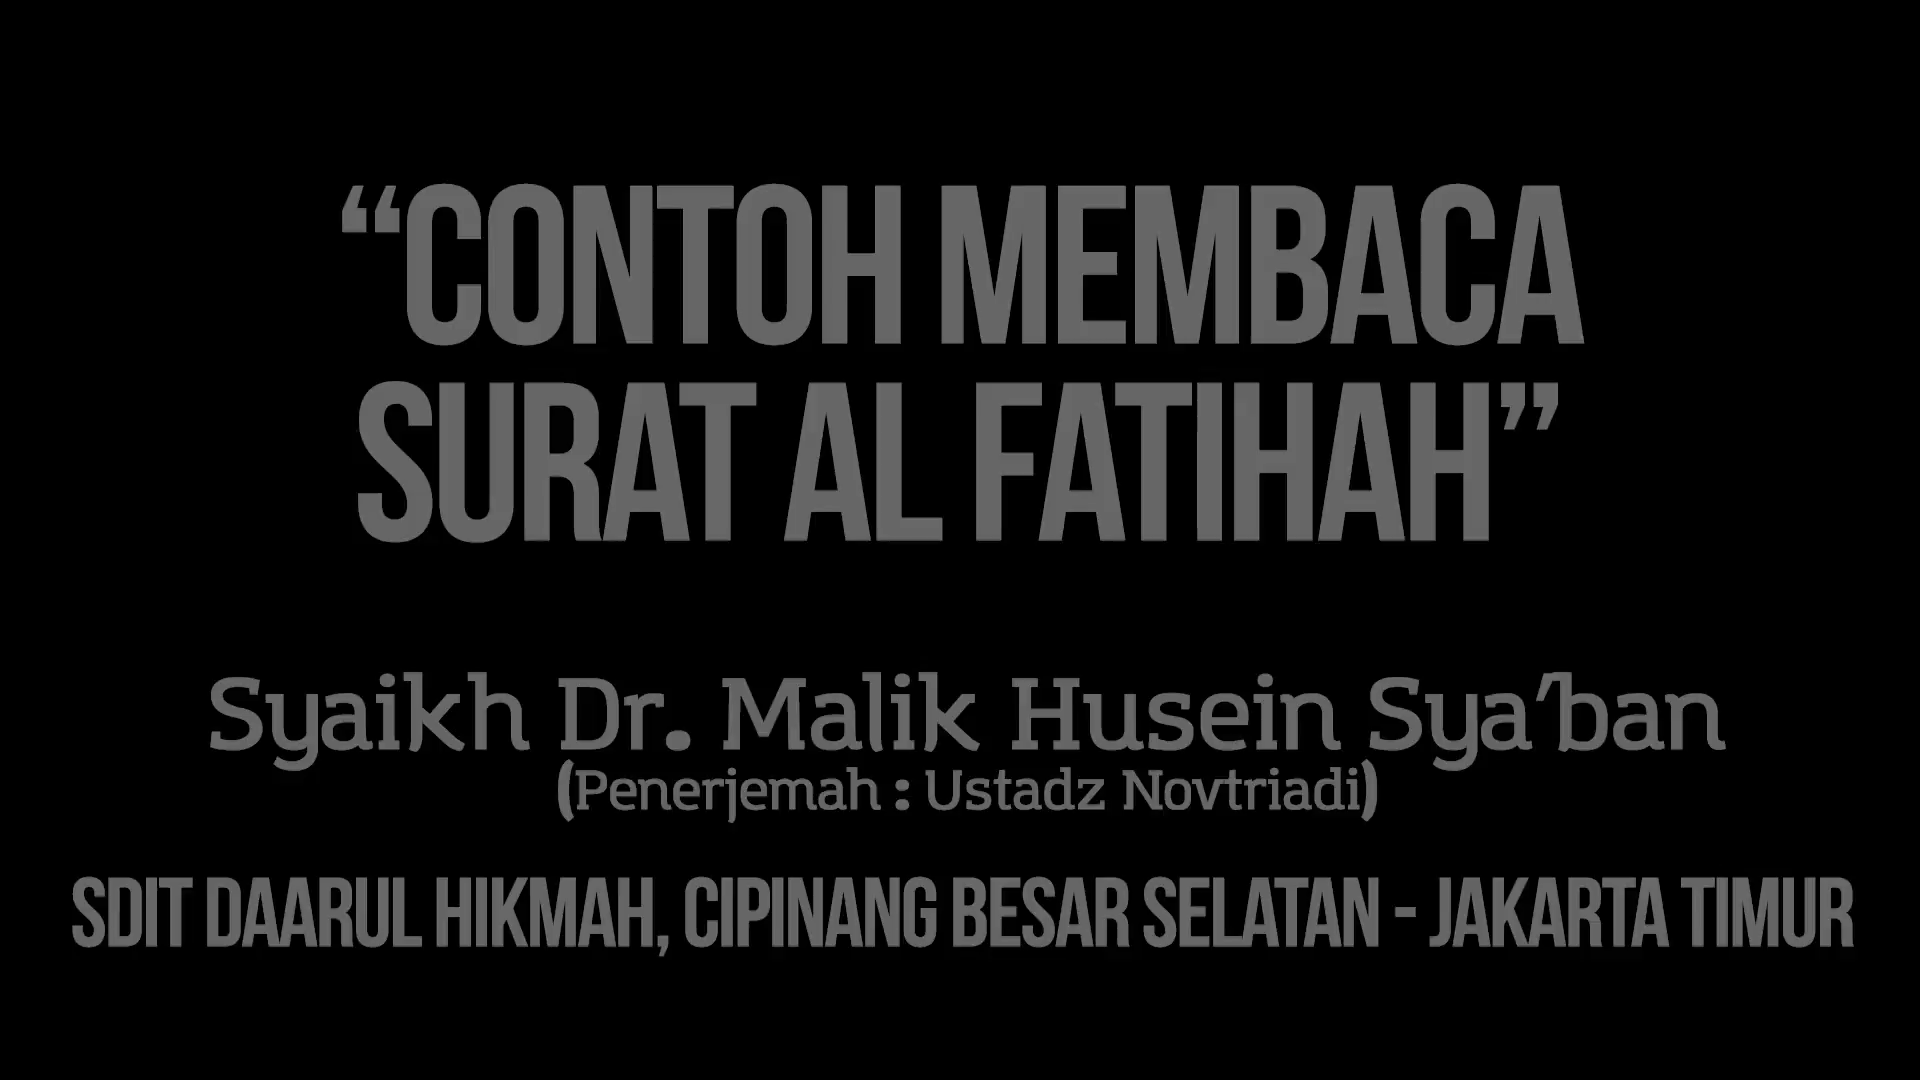 “CONTOH MEMBACA
SURAT AL FATIHAH”
Syaikh Dr. Malik Husein Sya’ban
(Penerjemah : Ustadz Novtriadi)
SDIT DAARUL HIKMAH, CIPINANG BESAR SELATAN - JAKARTA TIMUR